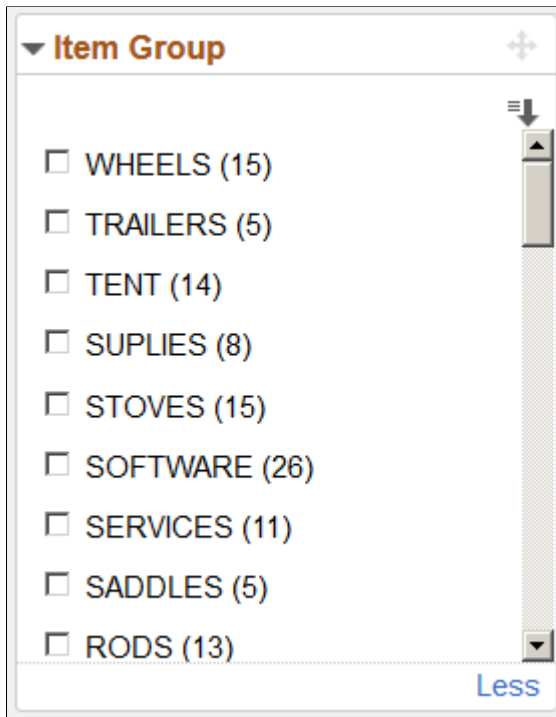 Item Group
WHEELS (15)
TRAILERS (5)
TENT (14)
SUPLIES (8)
STOVES (15)
SOFTWARE (26)
SERVICES (11)
SADDLES (5)
RODS (13)
Less